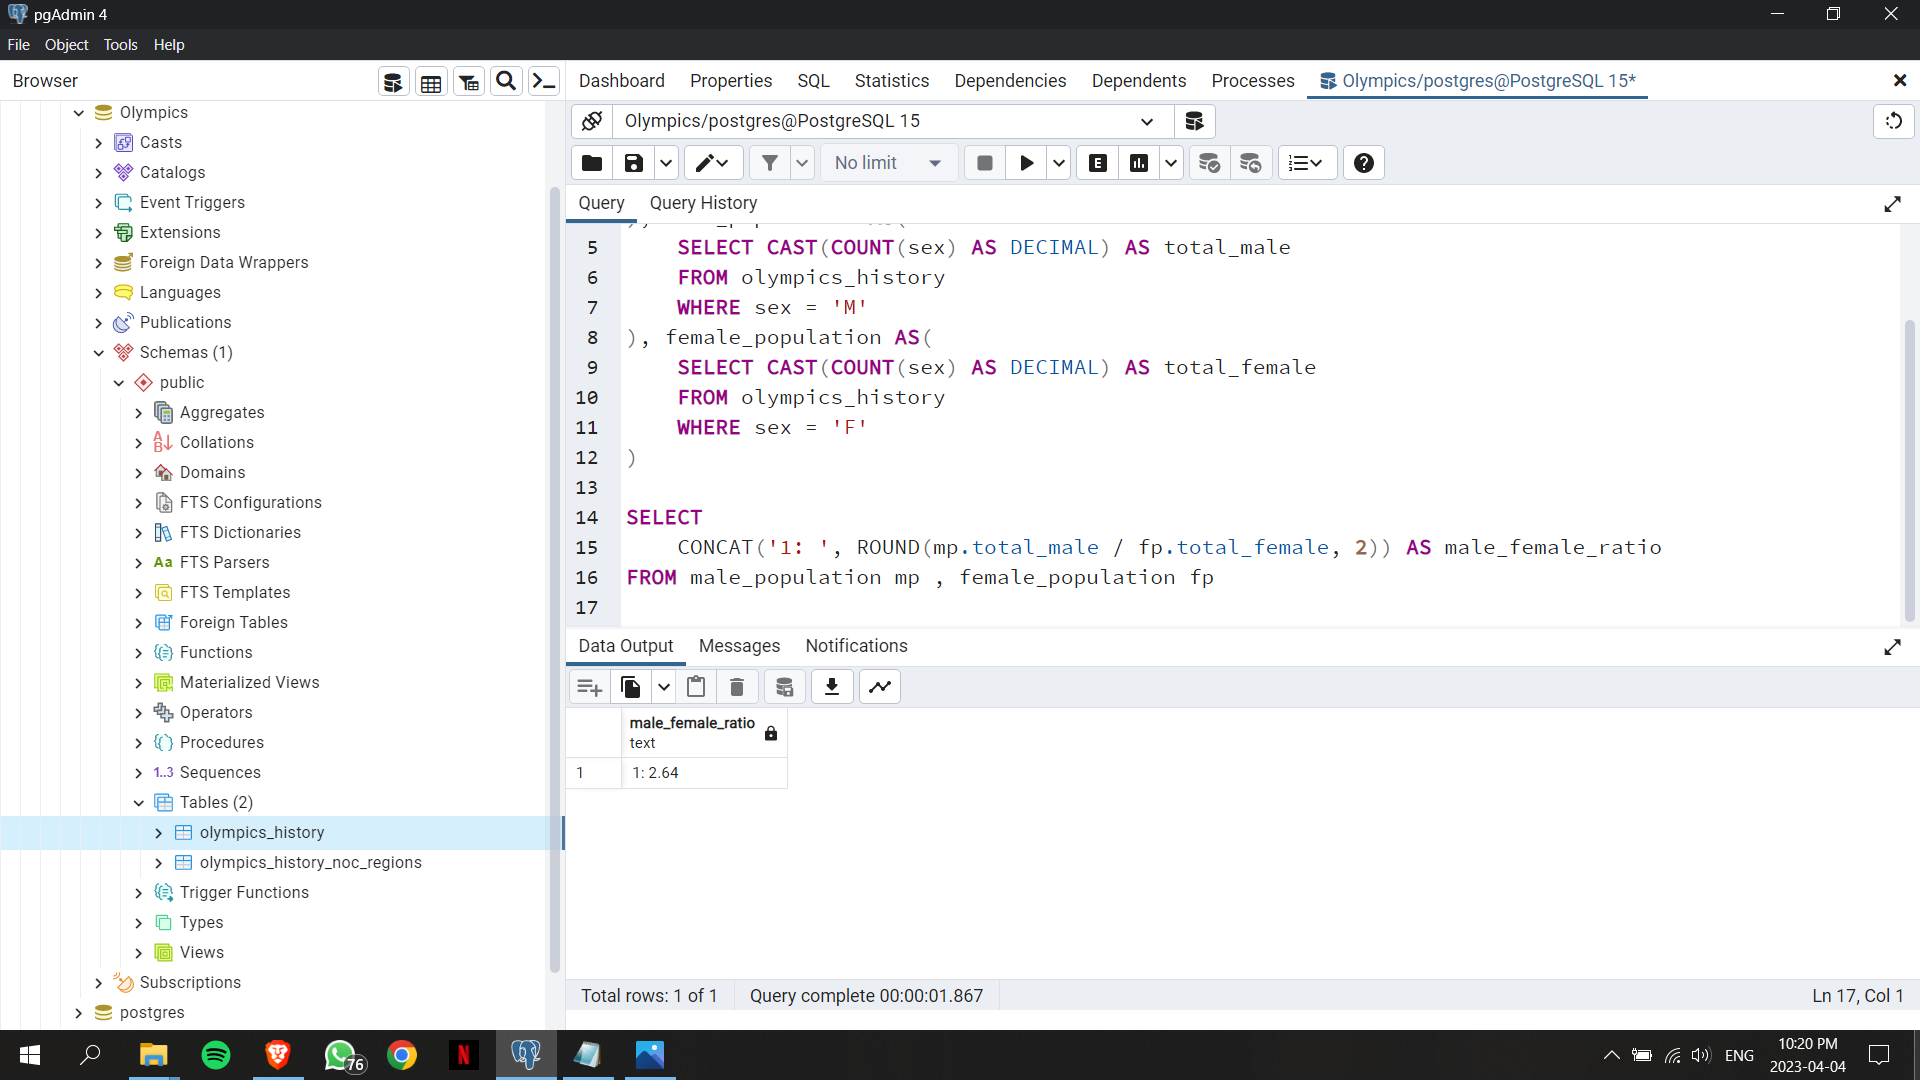 pgAdmin 4
File Object Tools Help
Browser
Dashboard Properties SQL Statistics Dependencies Dependents Processes Olympics/postgres@PostgreSQL 15*
Olympics
Casts
Catalogs
Event Triggers
Extensions
Foreign Data Wrappers
Languages
Publications
Schemas (1)
public
Aggregates
Collations
Domains
FTS Configurations
FTS Dictionaries
Aa FTS Parsers
FTS Templates
Foreign Tables
Functions
Materialized Views
Operators
Procedures
1..3 Sequences
Tables (2)
olympics_history
olympics_history_noc_regions
Trigger Functions
Types
Views
Subscriptions
postgres
Olympics/postgres@PostgreSQL 15
No limit
E
Query Query History
5 SELECT CAST(COUNT(sex) AS DECIMAL) AS total_male
6 FROM olympics_history
7 WHERE sex = 'M'
8 ), female_population AS(
9 SELECT CAST(COUNT(sex) AS DECIMAL) AS total_female
10 FROM olympics_history
11 WHERE sex = 'F'
12 )
13
14 SELECT
15 CONCAT('1: ', ROUND(mp.total_male / fp.total_female, 2)) AS male_female_ratio
16 FROM male_population mp , female_population fp
17
Data Output Messages Notifications
male_female_ratio
text
1 1: 2.64
Total rows: 1 of 1 Query complete 00:00:01.867 Ln 17, Col 1
76
N
ENG
10:20 PM
2023-04-04